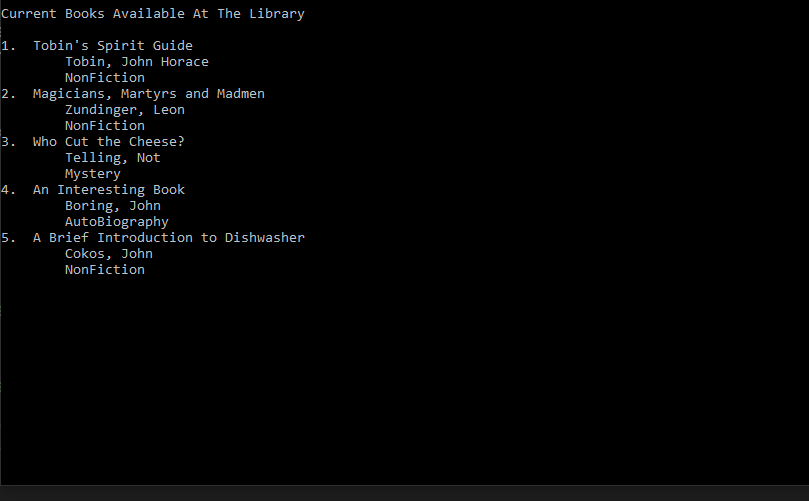 Current Books Available At The Library
1. Tobin's Spirit Guide
Tobin, John Horace
NonFiction
2. Magicians, Martyrs and Madmen
Zundinger, Leon
NonFiction
3. Who Cut the Cheese?
Telling, Not
Mystery
4. An Interesting Book
Boring, John
AutoBiography
5. A Brief Introduction to Dishwasher
Cokos, John
NonFiction